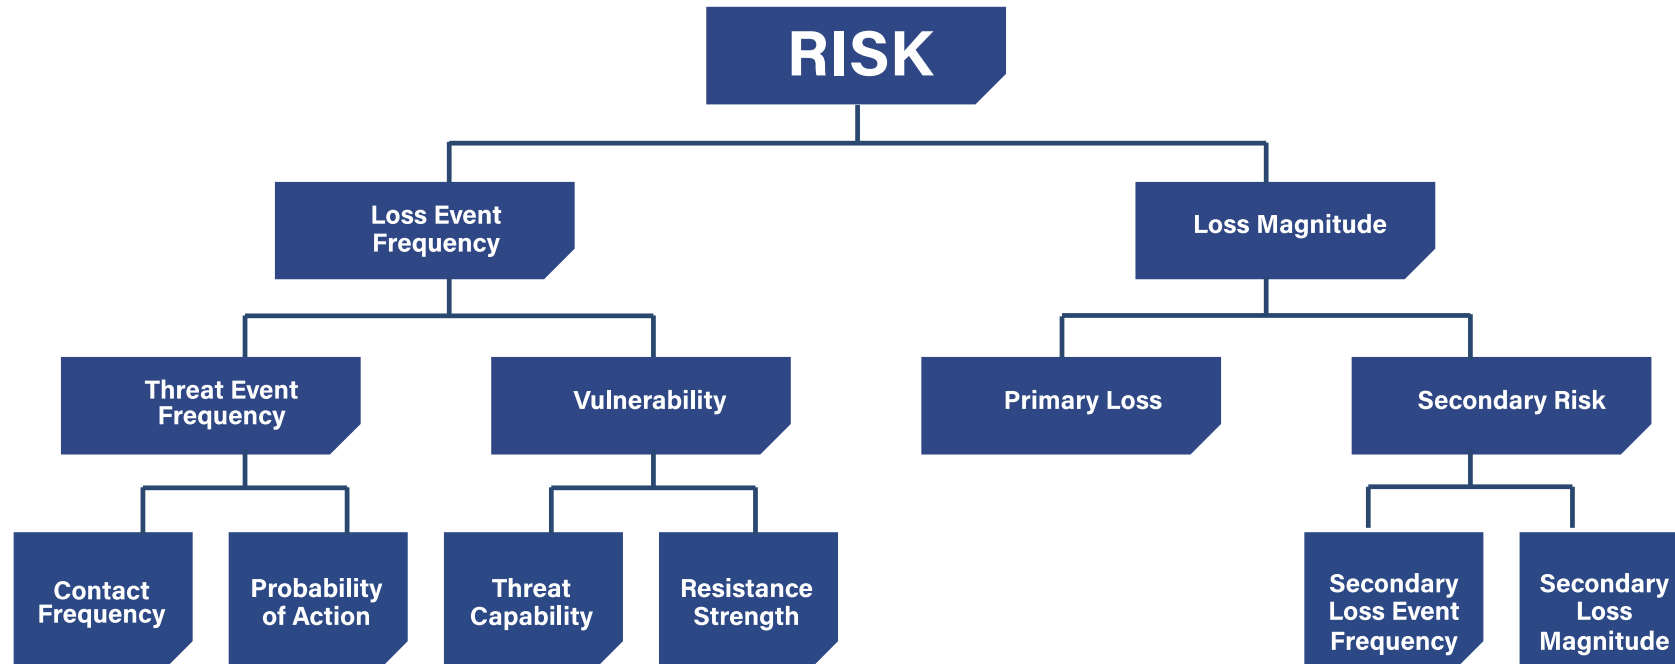 RISK
Loss Event
Frequency
Loss Magnitude
Threat Event
Frequency
Vulnerability
Primary Loss
Secondary Risk
Contact
Frequency
Probability
of Action
Threat
Capability
Resistance
Strength
Secondary
Loss Event
Frequency
Secondary
Loss
Magnitude